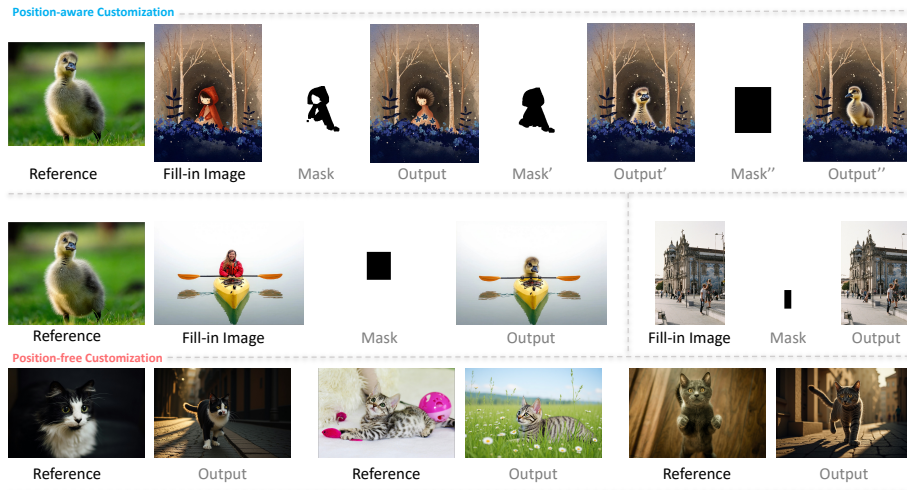 Position-aware Customization
Reference Fill-in Image Mask Output Mask’ Output’ Mask’’ Output’’
Reference Fill-in Image Mask Output Fill-in Image Mask Output
Position-free Customization
Reference Output Reference Output Reference Output